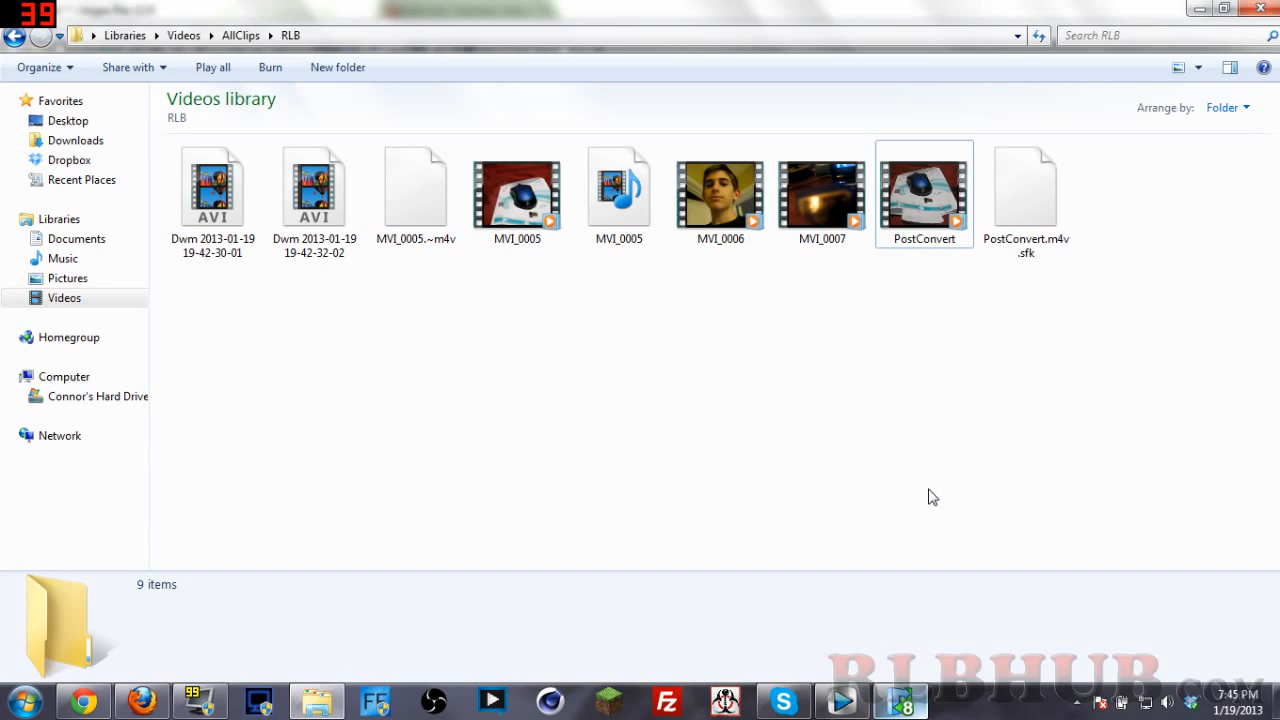 39
Libraries Videos AllClips RLB
Search RLB
Organize Share with Play all Burn New folder
Videos library
RLB
Arrange by: Folder
Favorites
Desktop
Downloads
Dropbox
Recent Places
Libraries
Documents
Music
Pictures
Videos
Homegroup
Computer
Connor's Hard Drive
Network
AVI
Dwm 2013-01-19
19-42-30-01
AVI
Dwm 2013-01-19
19-42-32-02
MVI_0005.~m4v
MVI_0005
MVI_0005
MVI_0006
MVI_0007
PostConvert
PostConvert.m4v
.sfk
9 items
RLBHUB.com
99
FF
Fz
8
7:45 PM
1/19/2013